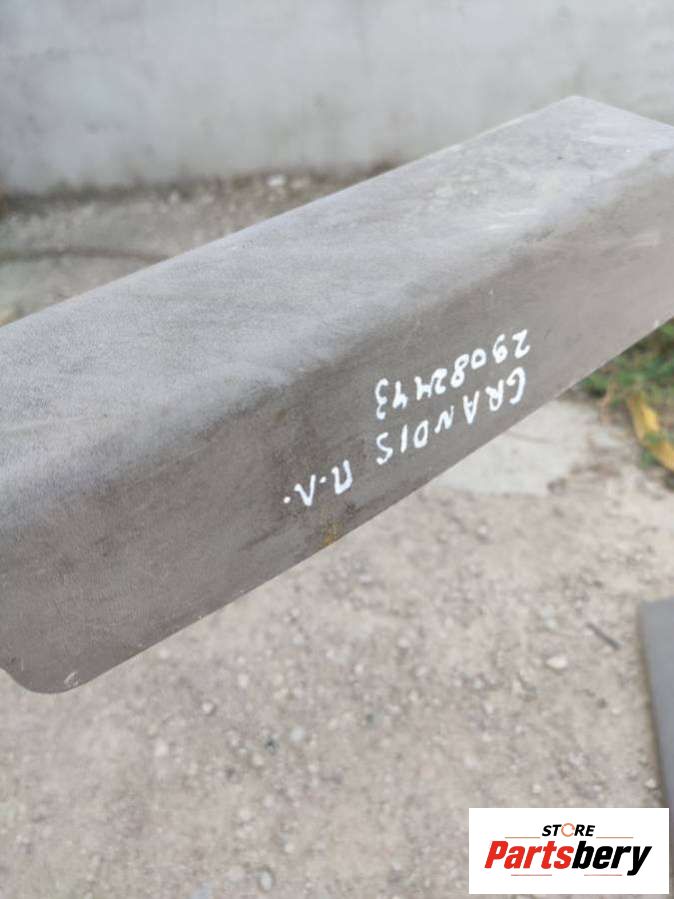 GRANDIS П.Л.
29082443
STORE
Partsbery